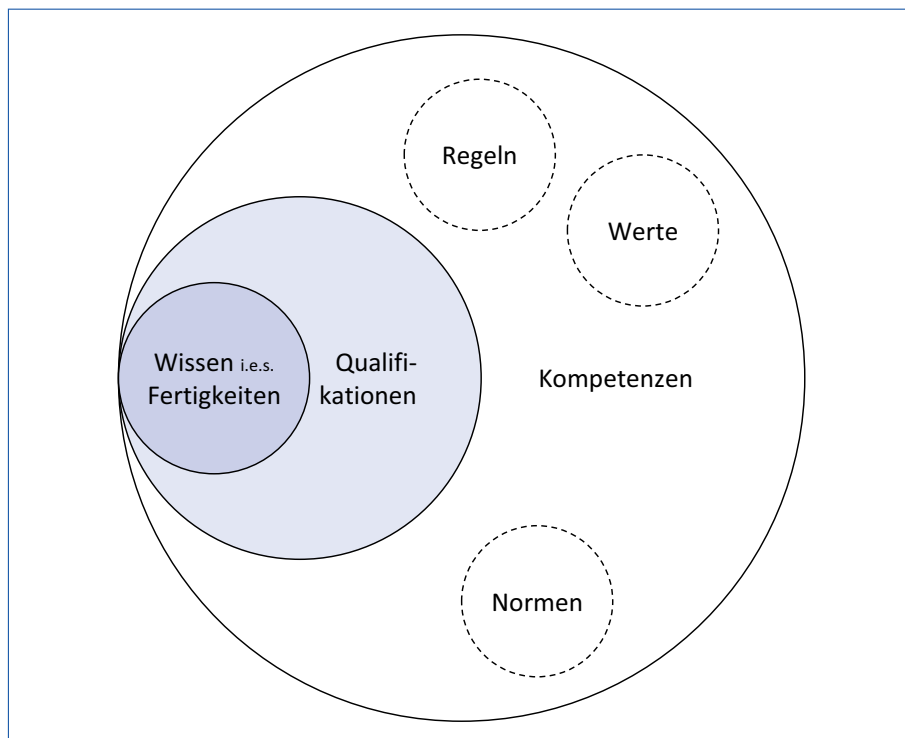 Regeln
Werte
Wissen i.e.s.
Fertigkeiten
Qualifi-
kationen
Kompetenzen
Normen